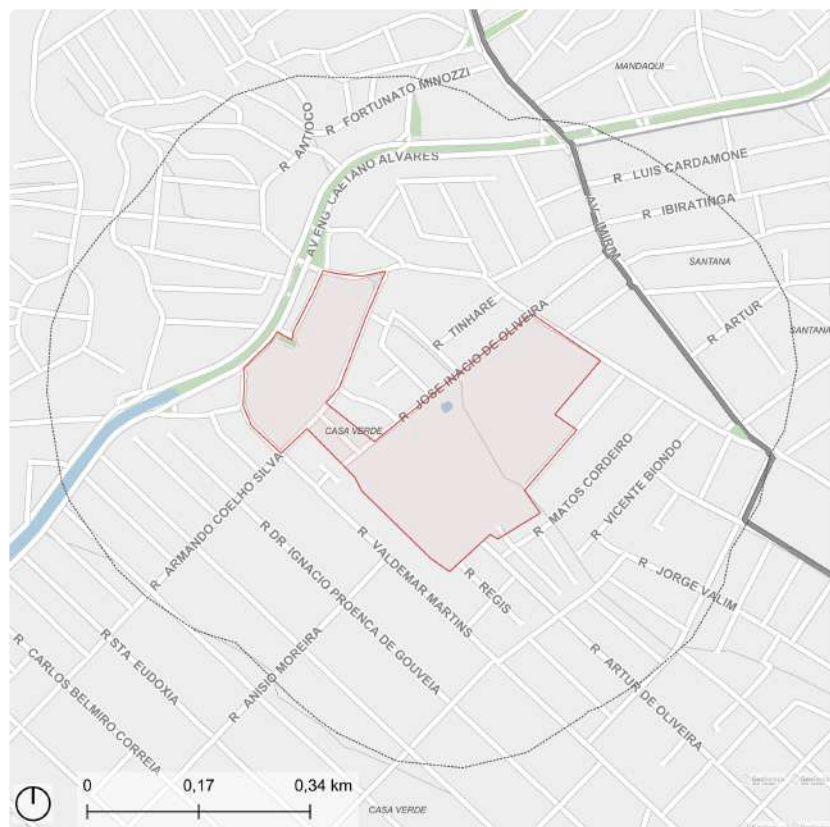 MANDAQUI
R FORTUNATO MINOZZI
R ANTIOCO
AV ENG CAETANO ALVARES
R LUIS CARDAMONE
R IBIRATINGA
AV IMIRIM
SANTANA
R TINHARE
R JOSE INACIO DE OLIVEIRA
R ARTUR
SANTANA
CASA VERDE
R ARMANDO COELHO SILVA
R MATOS CORDEIRO
R VICENTE BIONDO
R DR IGNACIO PROENCA DE GOUVEIA
R VALDEMAR MARTINS
R REGIS
R JORGE VALIM
R STA EUDOXIA
R ANISIO MOREIRA
R CARLOS BELMIRO CORREIA
R ARTUR DE OLIVEIRA
0 0,17 0,34 km
CASA VERDE